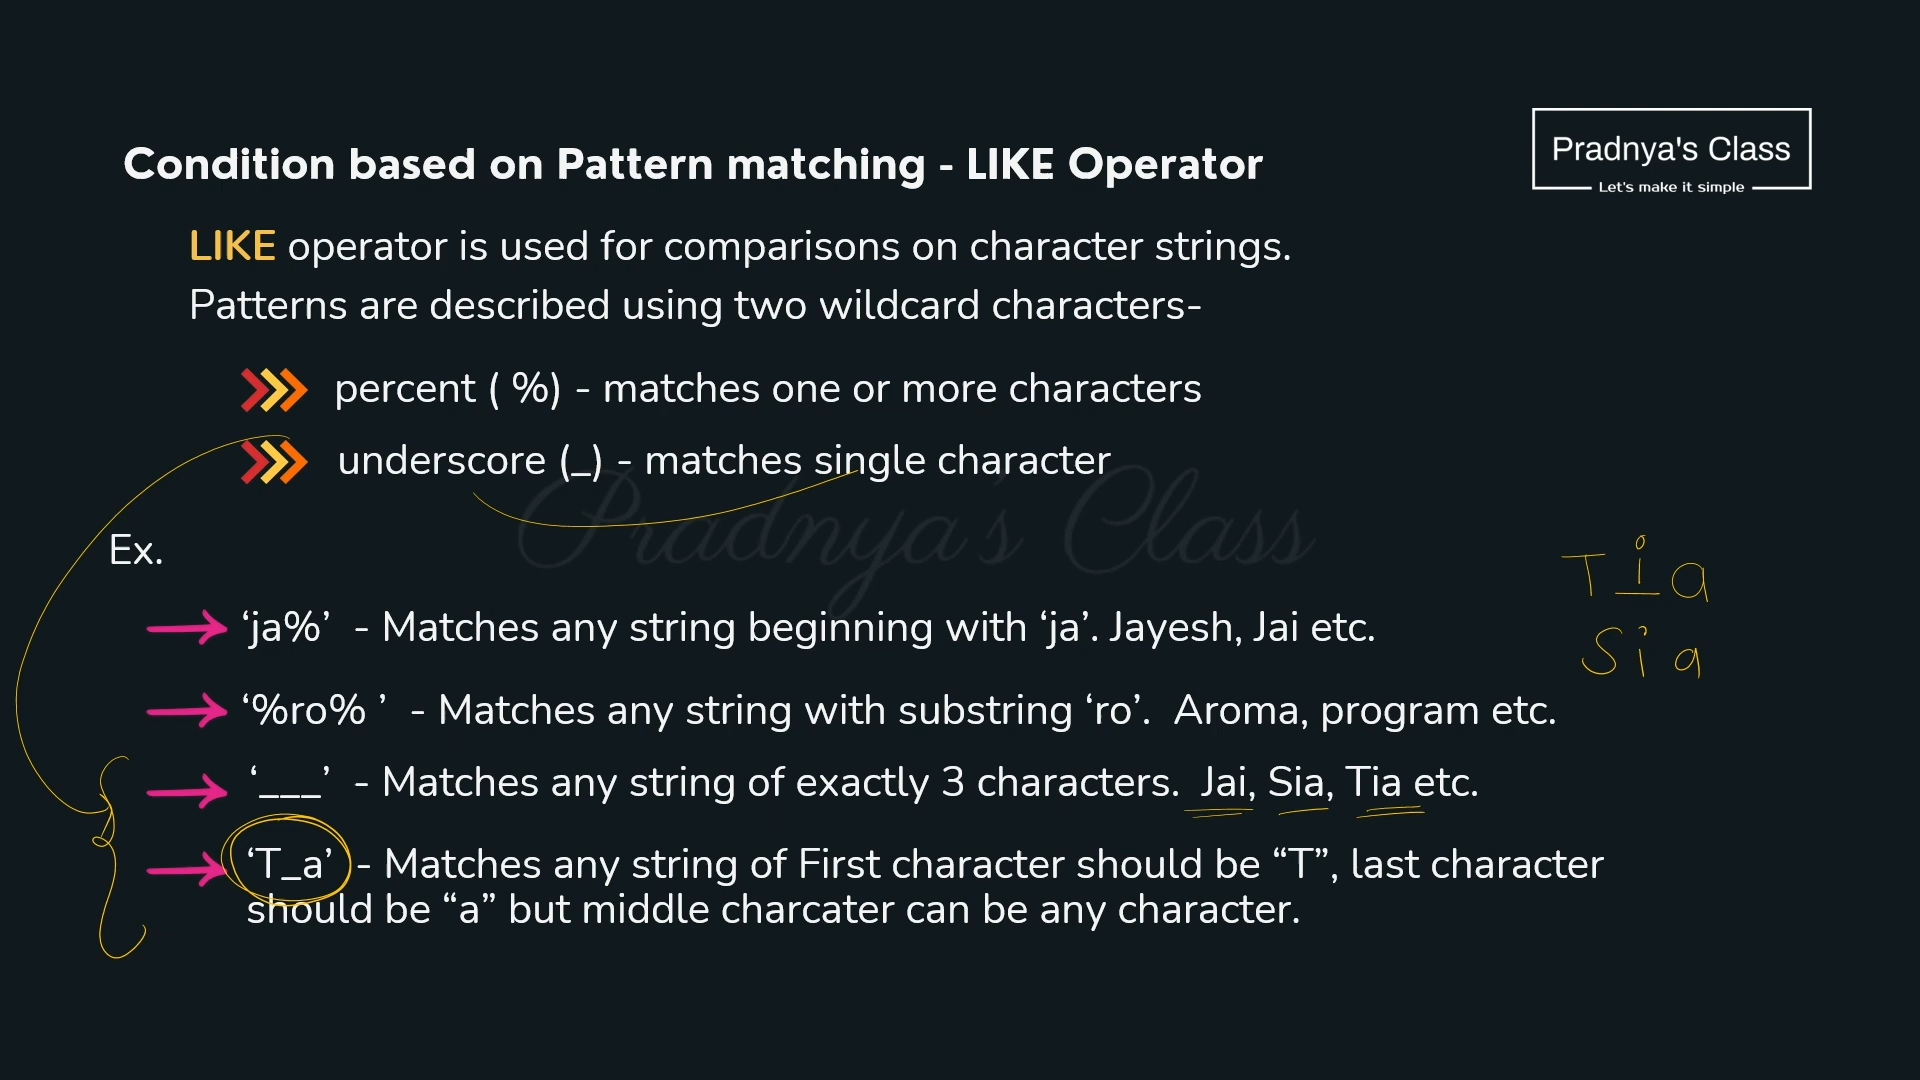 Pradnya's Class
Let's make it simple
Condition based on Pattern matching - LIKE Operator
LIKE operator is used for comparisons on character strings.
Patterns are described using two wildcard characters-
percent ( %) - matches one or more characters
underscore (_) - matches single character
Pradnya's Class
Ex.
T i a
S i a
‘ja%’ - Matches any string beginning with ‘ja’. Jayesh, Jai etc.
‘%ro% ’ - Matches any string with substring ‘ro’. Aroma, program etc.
‘___’ - Matches any string of exactly 3 characters. Jai, Sia, Tia etc.
‘T_a’ - Matches any string of First character should be “T”, last character
should be “a” but middle charcater can be any character.